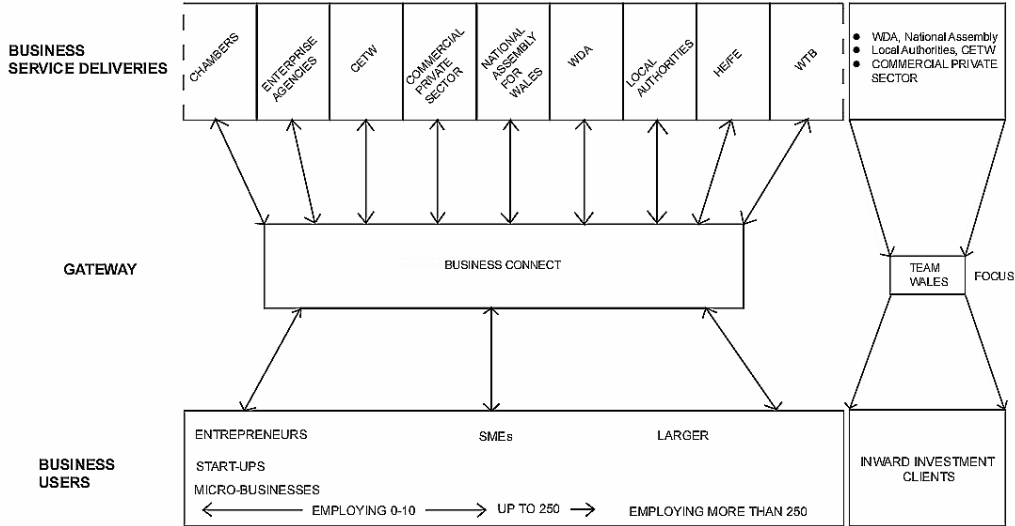 BUSINESS
SERVICE DELIVERIES
CHAMBERS
ENTERPRISE
AGENCIES
CETW
COMMERCIAL
PRIVATE
SECTOR
NATIONAL
ASSEMBLY
FOR
WALES
WDA
LOCAL
AUTHORITIES
HE/FE
WTB
● WDA, National Assembly
● Local Authorities, CETW
● COMMERCIAL PRIVATE
SECTOR
GATEWAY
BUSINESS CONNECT
TEAM
WALES
FOCUS
BUSINESS
USERS
ENTREPRENEURS
SMEs
LARGER
START-UPS
MICRO-BUSINESSES
EMPLOYING 0-10
UP TO 250
EMPLOYING MORE THAN 250
INWARD INVESTMENT
CLIENTS